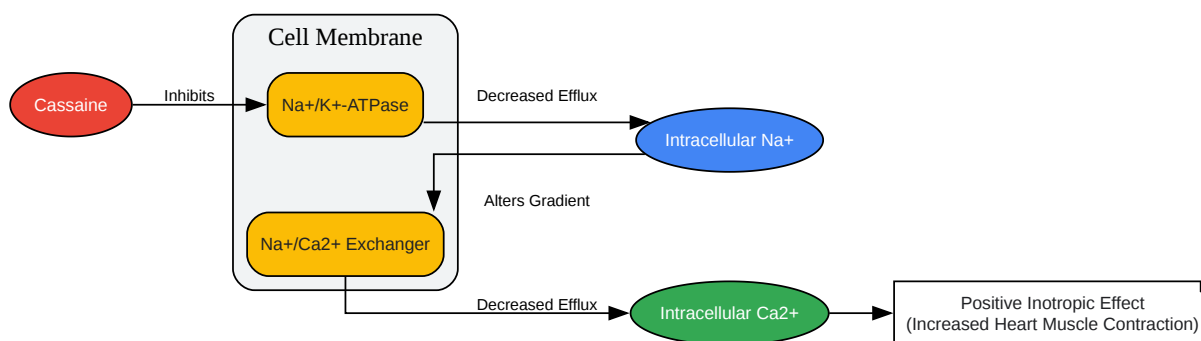 Cell Membrane
Cassaine
Inhibits
Na+/K+-ATPase
Decreased Efflux
Intracellular Na+
Alters Gradient
Na+/Ca2+ Exchanger
Decreased Efflux
Intracellular Ca2+
Positive Inotropic Effect
(Increased Heart Muscle Contraction)